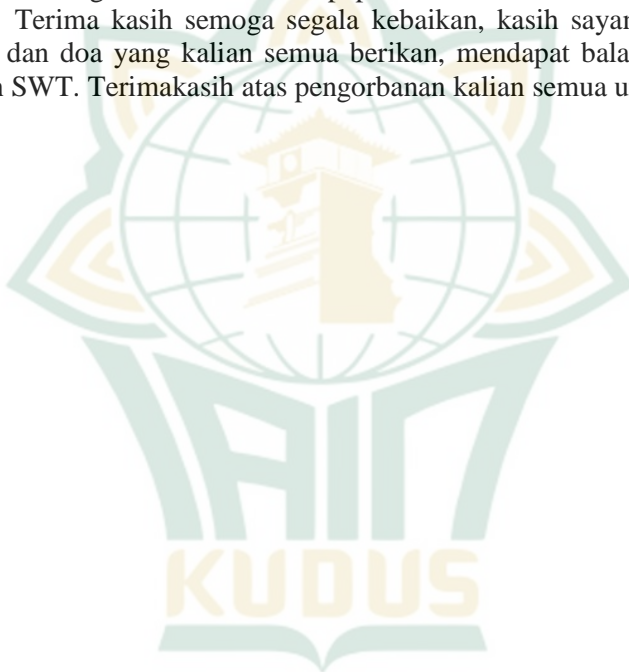 Terima kasih semoga segala kebaikan, kasih sayan
dan doa yang kalian semua berikan, mendapat bala
SWT. Terimakasih atas pengorbanan kalian semua u
IAIN
KUDUS